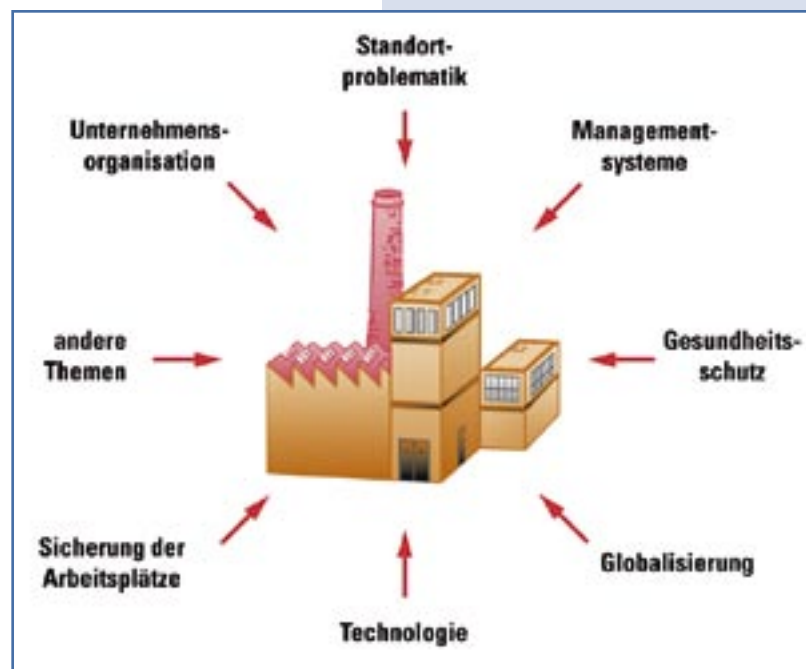 Standort-
problematik
Unternehmens-
organisation
Management-
systeme
andere
Themen
Gesundheits-
schutz
Sicherung der
Arbeitsplätze
Globalisierung
Technologie